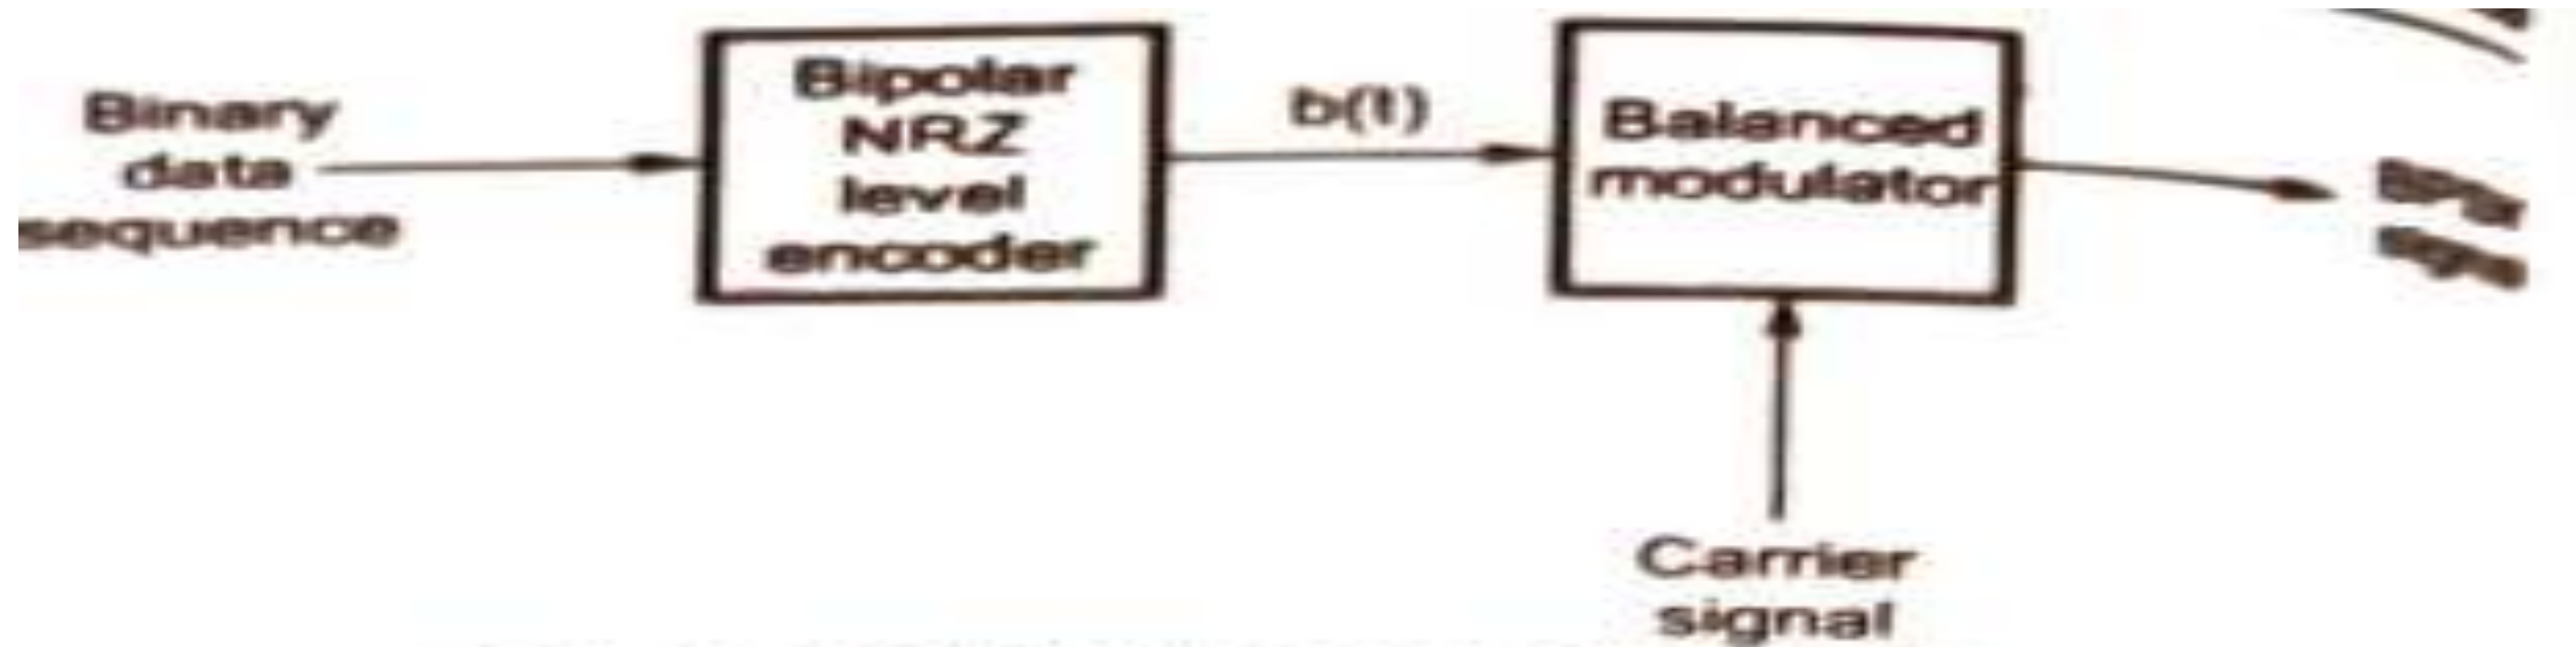 Binary
data
sequence
Bipolar
NRZ
level
encoder
b(t)
Balanced
modulator
Carrier
signal